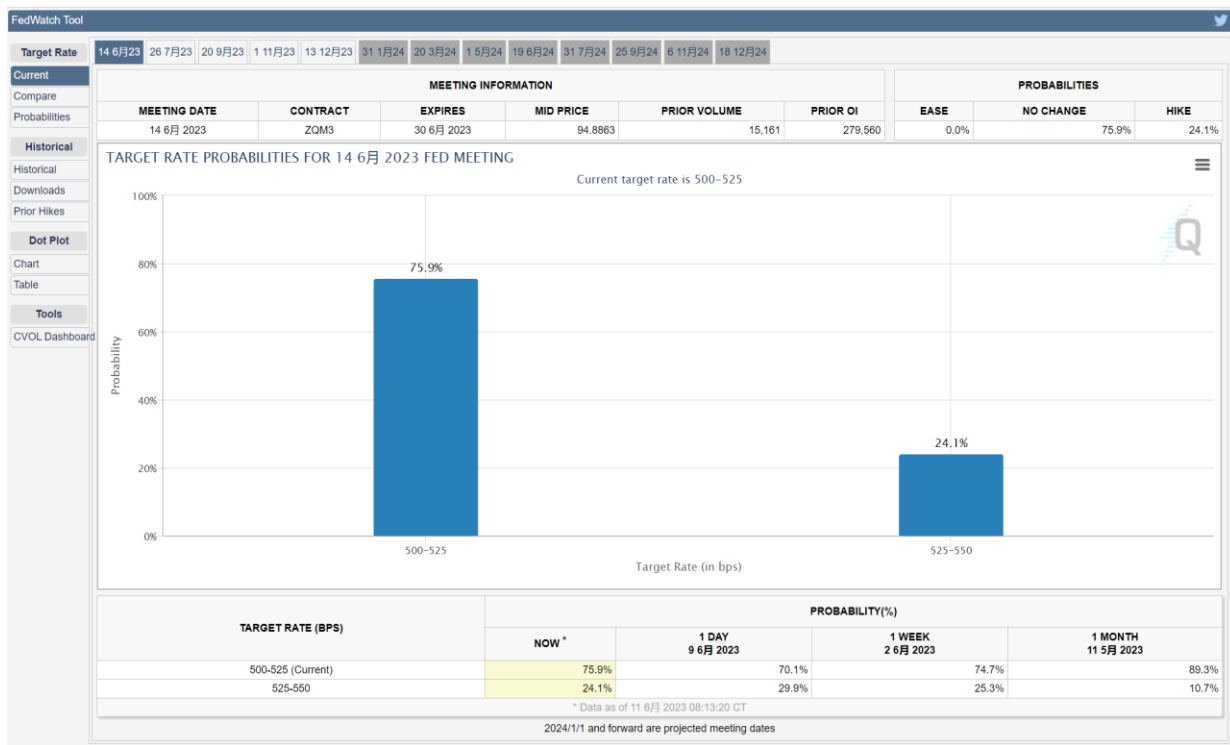 FedWatch Tool
Target Rate
Current
Compare
Probabilities
Historical
Historical
Downloads
Prior Hikes
Dot Plot
Chart
Table
Tools
CVOL Dashboard
14 6月23 26 7月23 20 9月23 1 11月23 13 12月23 31 1月24 20 3月24 1 5月24 19 6月24 31 7月24 25 9月24 6 11月24 18 12月24
MEETING INFORMATION
MEETING DATE CONTRACT EXPIRES MID PRICE PRIOR VOLUME PRIOR OI
14 6月 2023 ZQM3 30 6月 2023 94.8863 15,161 279,560
PROBABILITIES
EASE NO CHANGE HIKE
0.0% 75.9% 24.1%
TARGET RATE PROBABILITIES FOR 14 6月 2023 FED MEETING
Current target rate is 500-525
Q
Probability
100%
80%
60%
40%
20%
0%
75.9%
24.1%
500-525 525-550
Target Rate (in bps)
TARGET RATE (BPS) PROBABILITY(%)
NOW * 1 DAY 1 WEEK 1 MONTH
9 6月 2023 2 6月 2023 11 5月 2023
500-525 (Current) 75.9% 70.1% 74.7% 89.3%
525-550 24.1% 29.9% 25.3% 10.7%
* Data as of 11 6月 2023 08:13:20 CT
2024/1/1 and forward are projected meeting dates